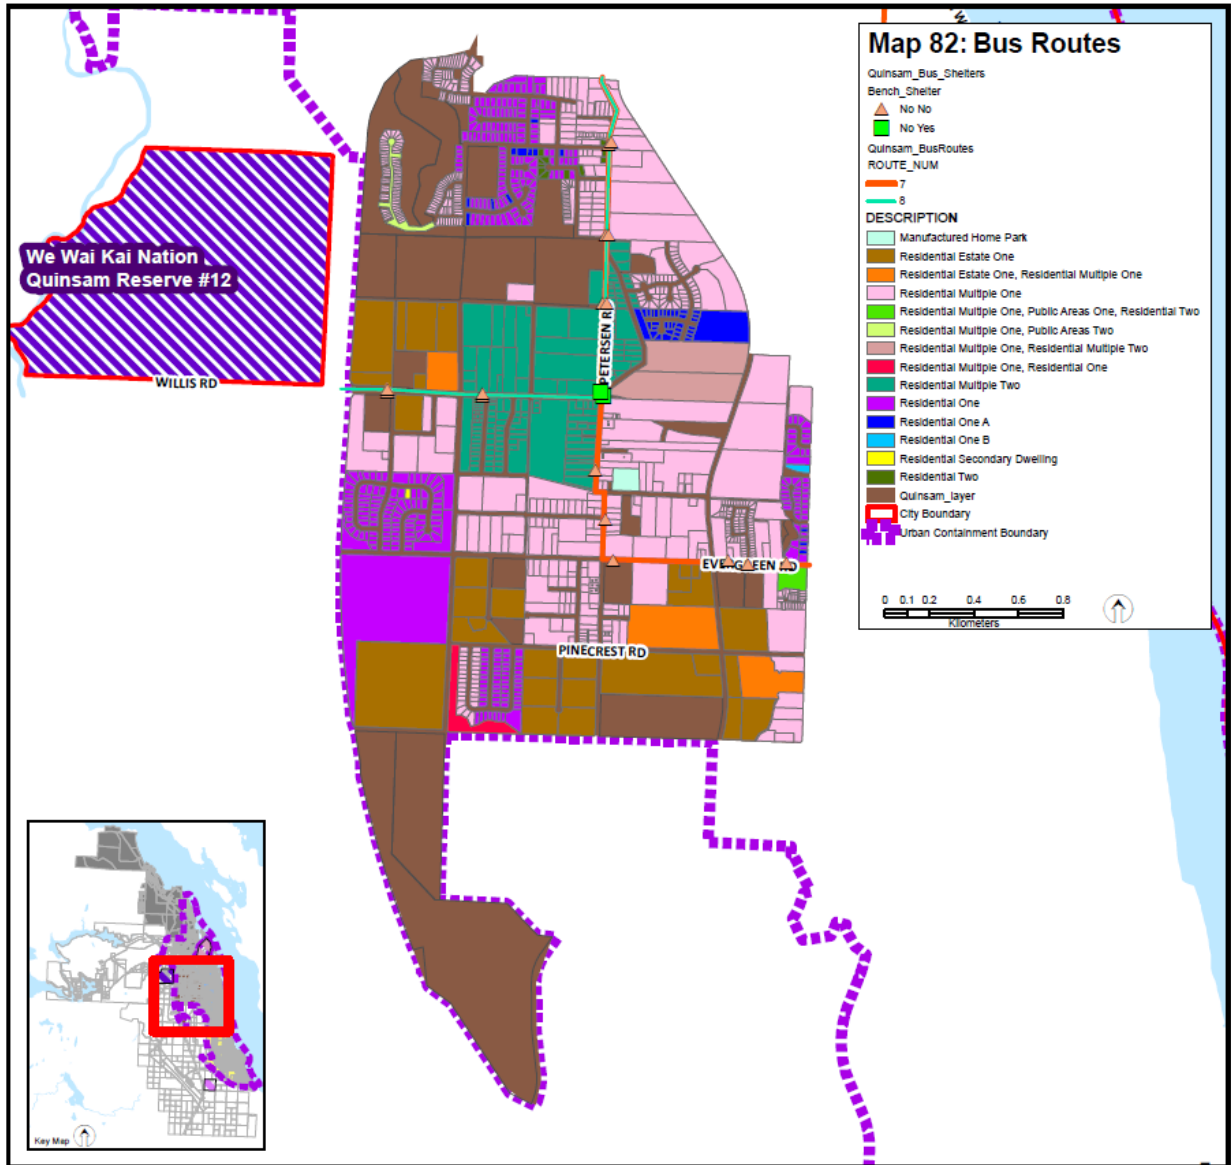 Map 82: Bus Routes
Quinsam_Bus_Shelters
Bench_Shelter
No No
No Yes
Quinsam_BusRoutes
ROUTE_NUM
7
8
DESCRIPTION
Manufactured Home Park
Residential Estate One
Residential Estate One, Residential Multiple One
Residential Multiple One
Residential Multiple One, Public Areas One, Residential Two
Residential Multiple One, Public Areas Two
Residential Multiple One, Residential Multiple Two
Residential Multiple One, Residential One
Residential Multiple Two
Residential One
Residential One A
Residential One B
Residential Secondary Dwelling
Residential Two
Quinsam_layer
City Boundary
Urban Containment Boundary
0 0.1 0.2 0.4 0.6 0.8
Kilometers
We Wai Kai Nation
Quinsam Reserve #12
WILLIS RD
PETERSEN R
EVERGREEN RD
PINECREST RD
Key Map